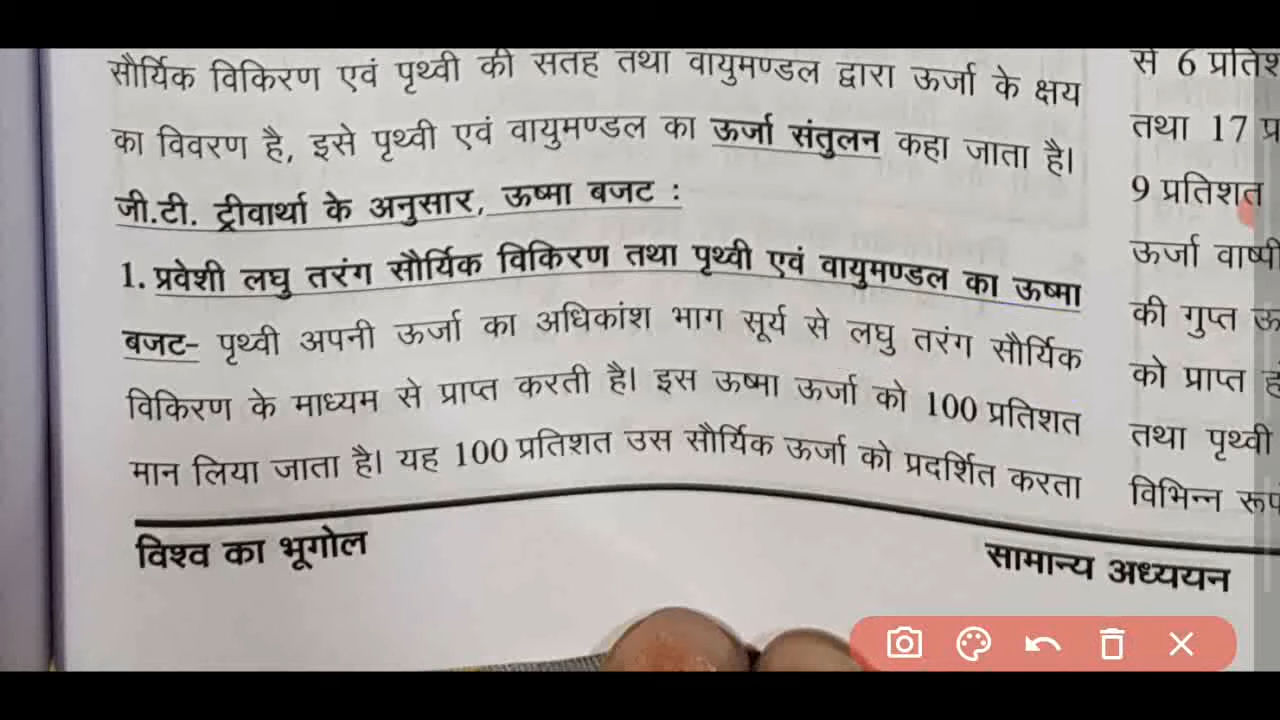 सौर्यिक विकिरण एवं पृथ्वी की सतह तथा वायुमण्डल द्वारा ऊर्जा के क्षय
का विवरण है, इसे पृथ्वी एवं वायुमण्डल का ऊर्जा संतुलन कहा जाता है।
जी.टी. ट्रीवार्था के अनुसार, ऊष्मा बजट :
1. प्रवेशी लघु तरंग सौर्यिक विकिरण तथा पृथ्वी एवं वायुमण्डल का ऊष्मा
बजट- पृथ्वी अपनी ऊर्जा का अधिकांश भाग सूर्य से लघु तरंग सौर्यिक
विकिरण के माध्यम से प्राप्त करती है। इस ऊष्मा ऊर्जा को 100 प्रतिशत
मान लिया जाता है। यह 100 प्रतिशत उस सौर्यिक ऊर्जा को प्रदर्शित करता
से 6
तथा 17
9 प्रतिशत
ऊर्जा
की गुप्त
को प्राप्त
तथा पृथ्वी
विभिन्न
विश्व का भूगोल
सामान्य अध्ययन